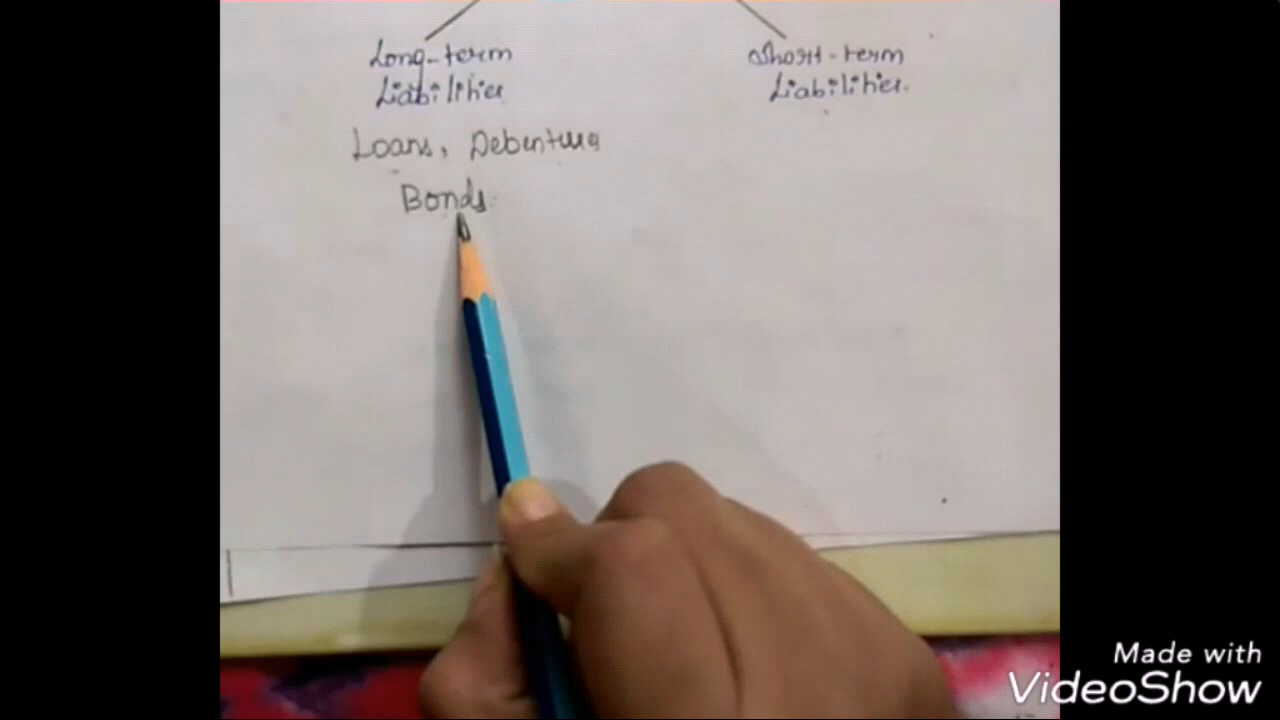 Long-term
Liabilities
Short-term
Liabilities.
Loans, Debentures
Bonds
Made with
VideoShow